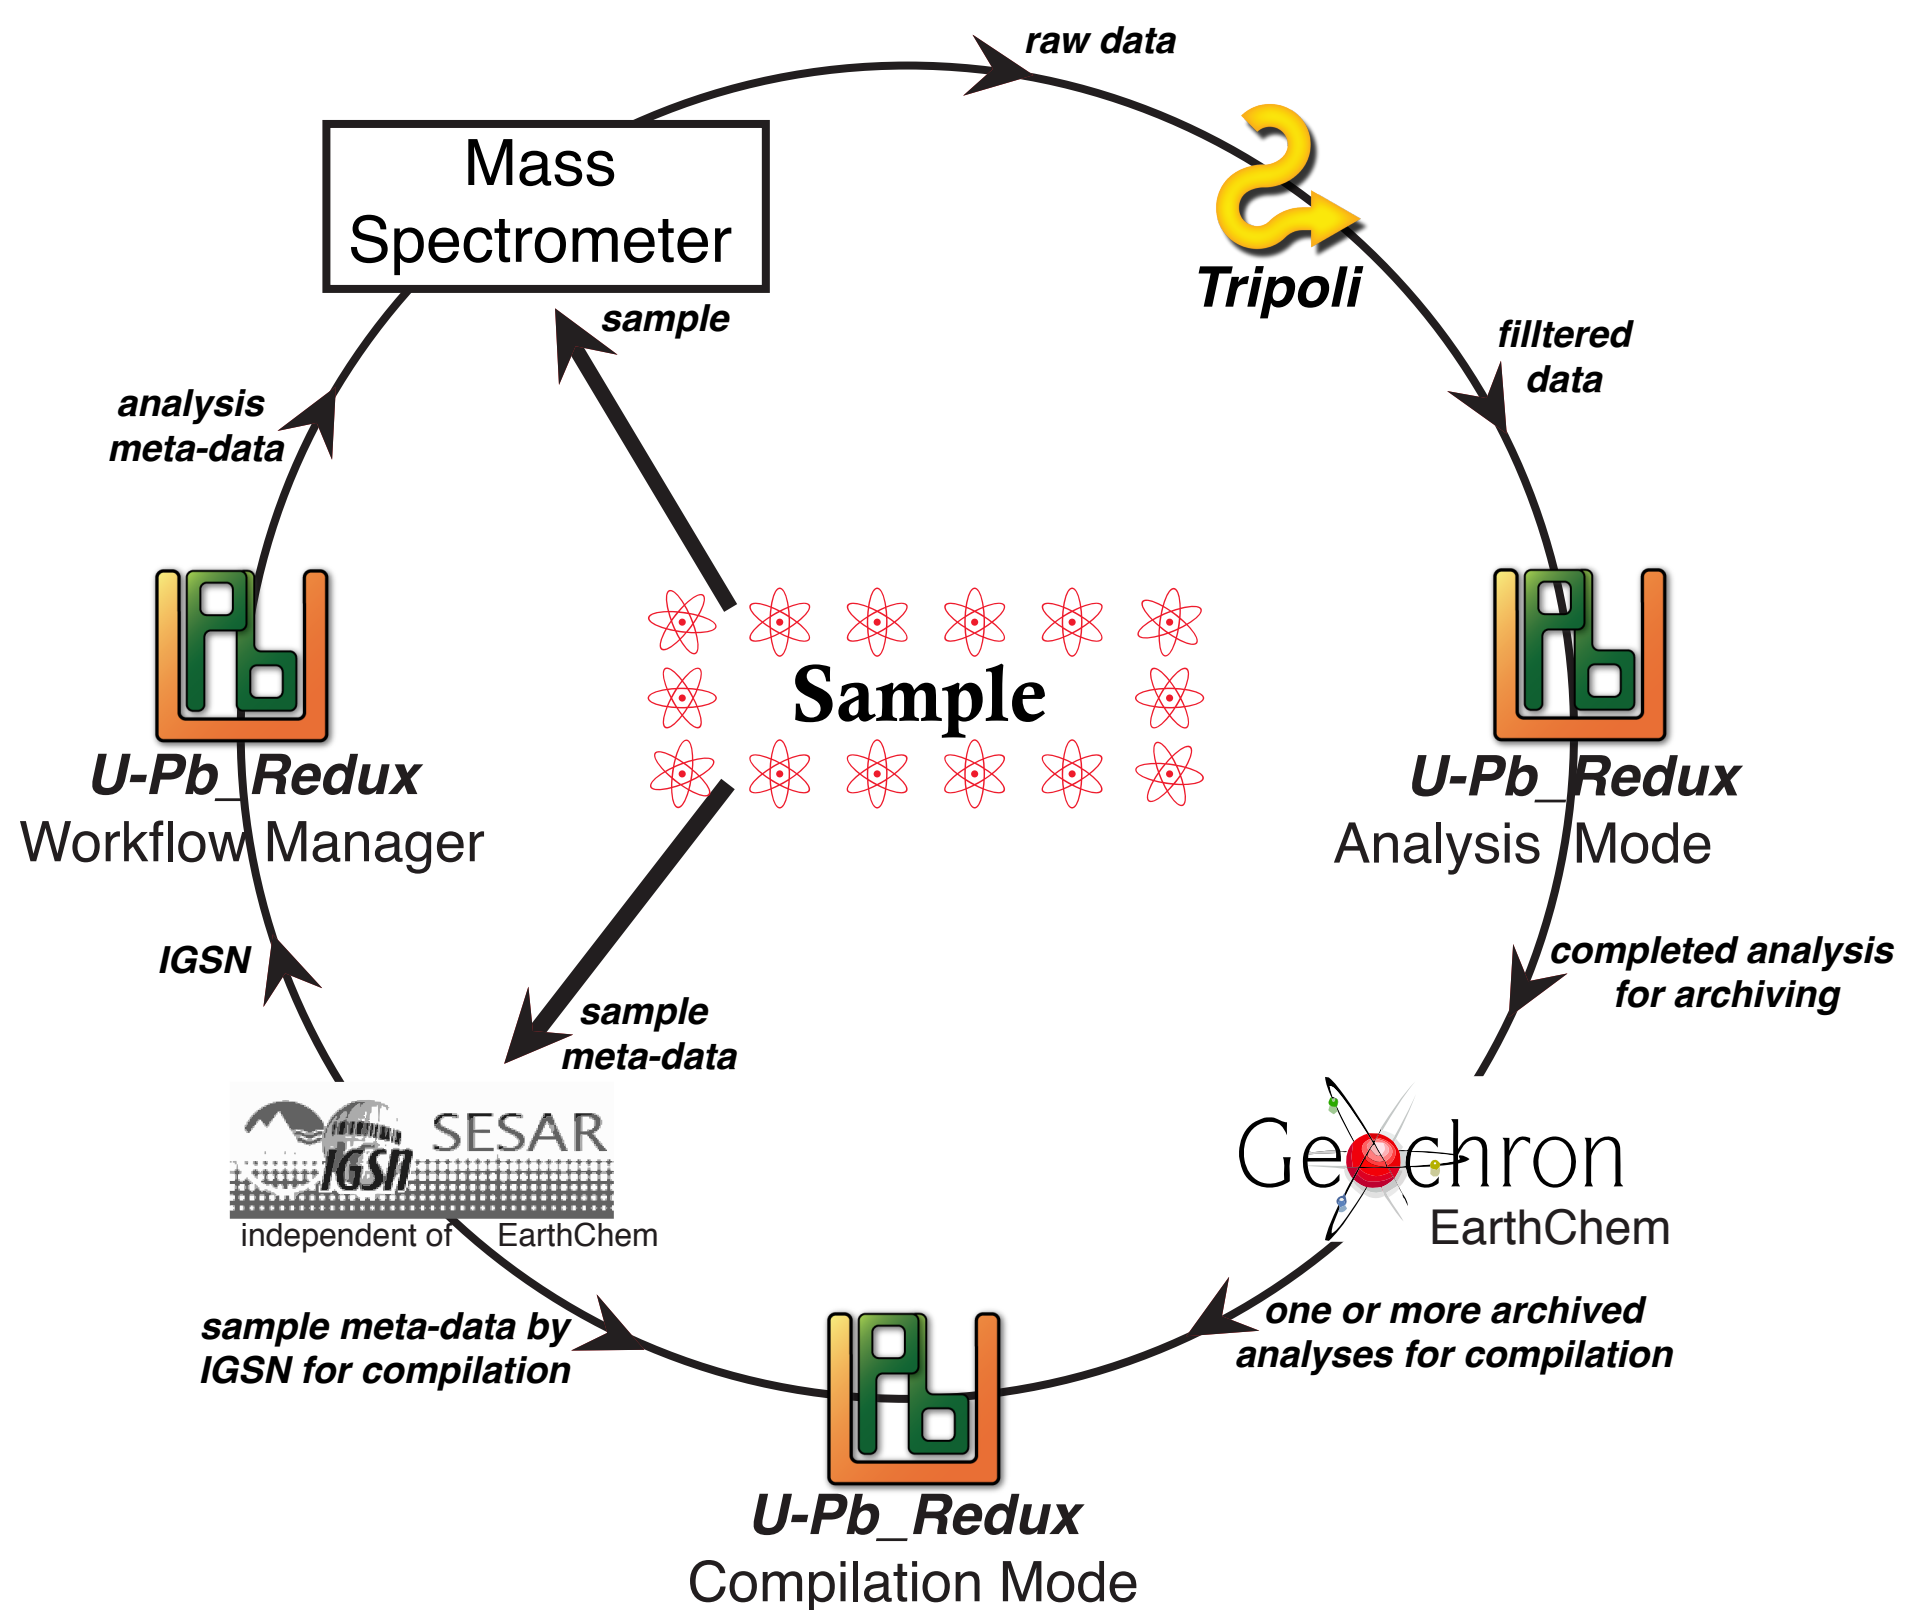 raw data
Mass
Spectrometer
Tripoli
sample
filltered
data
analysis
meta-data
Sample
U-Pb_Redux
Workflow Manager
U-Pb_Redux
Analysis Mode
IGSN
completed analysis
for archiving
sample
meta-data
SESAR
IGSN
independent of EarthChem
Geochron
EarthChem
sample meta-data by
IGSN for compilation
one or more archived
analyses for compilation
U-Pb_Redux
Compilation Mode